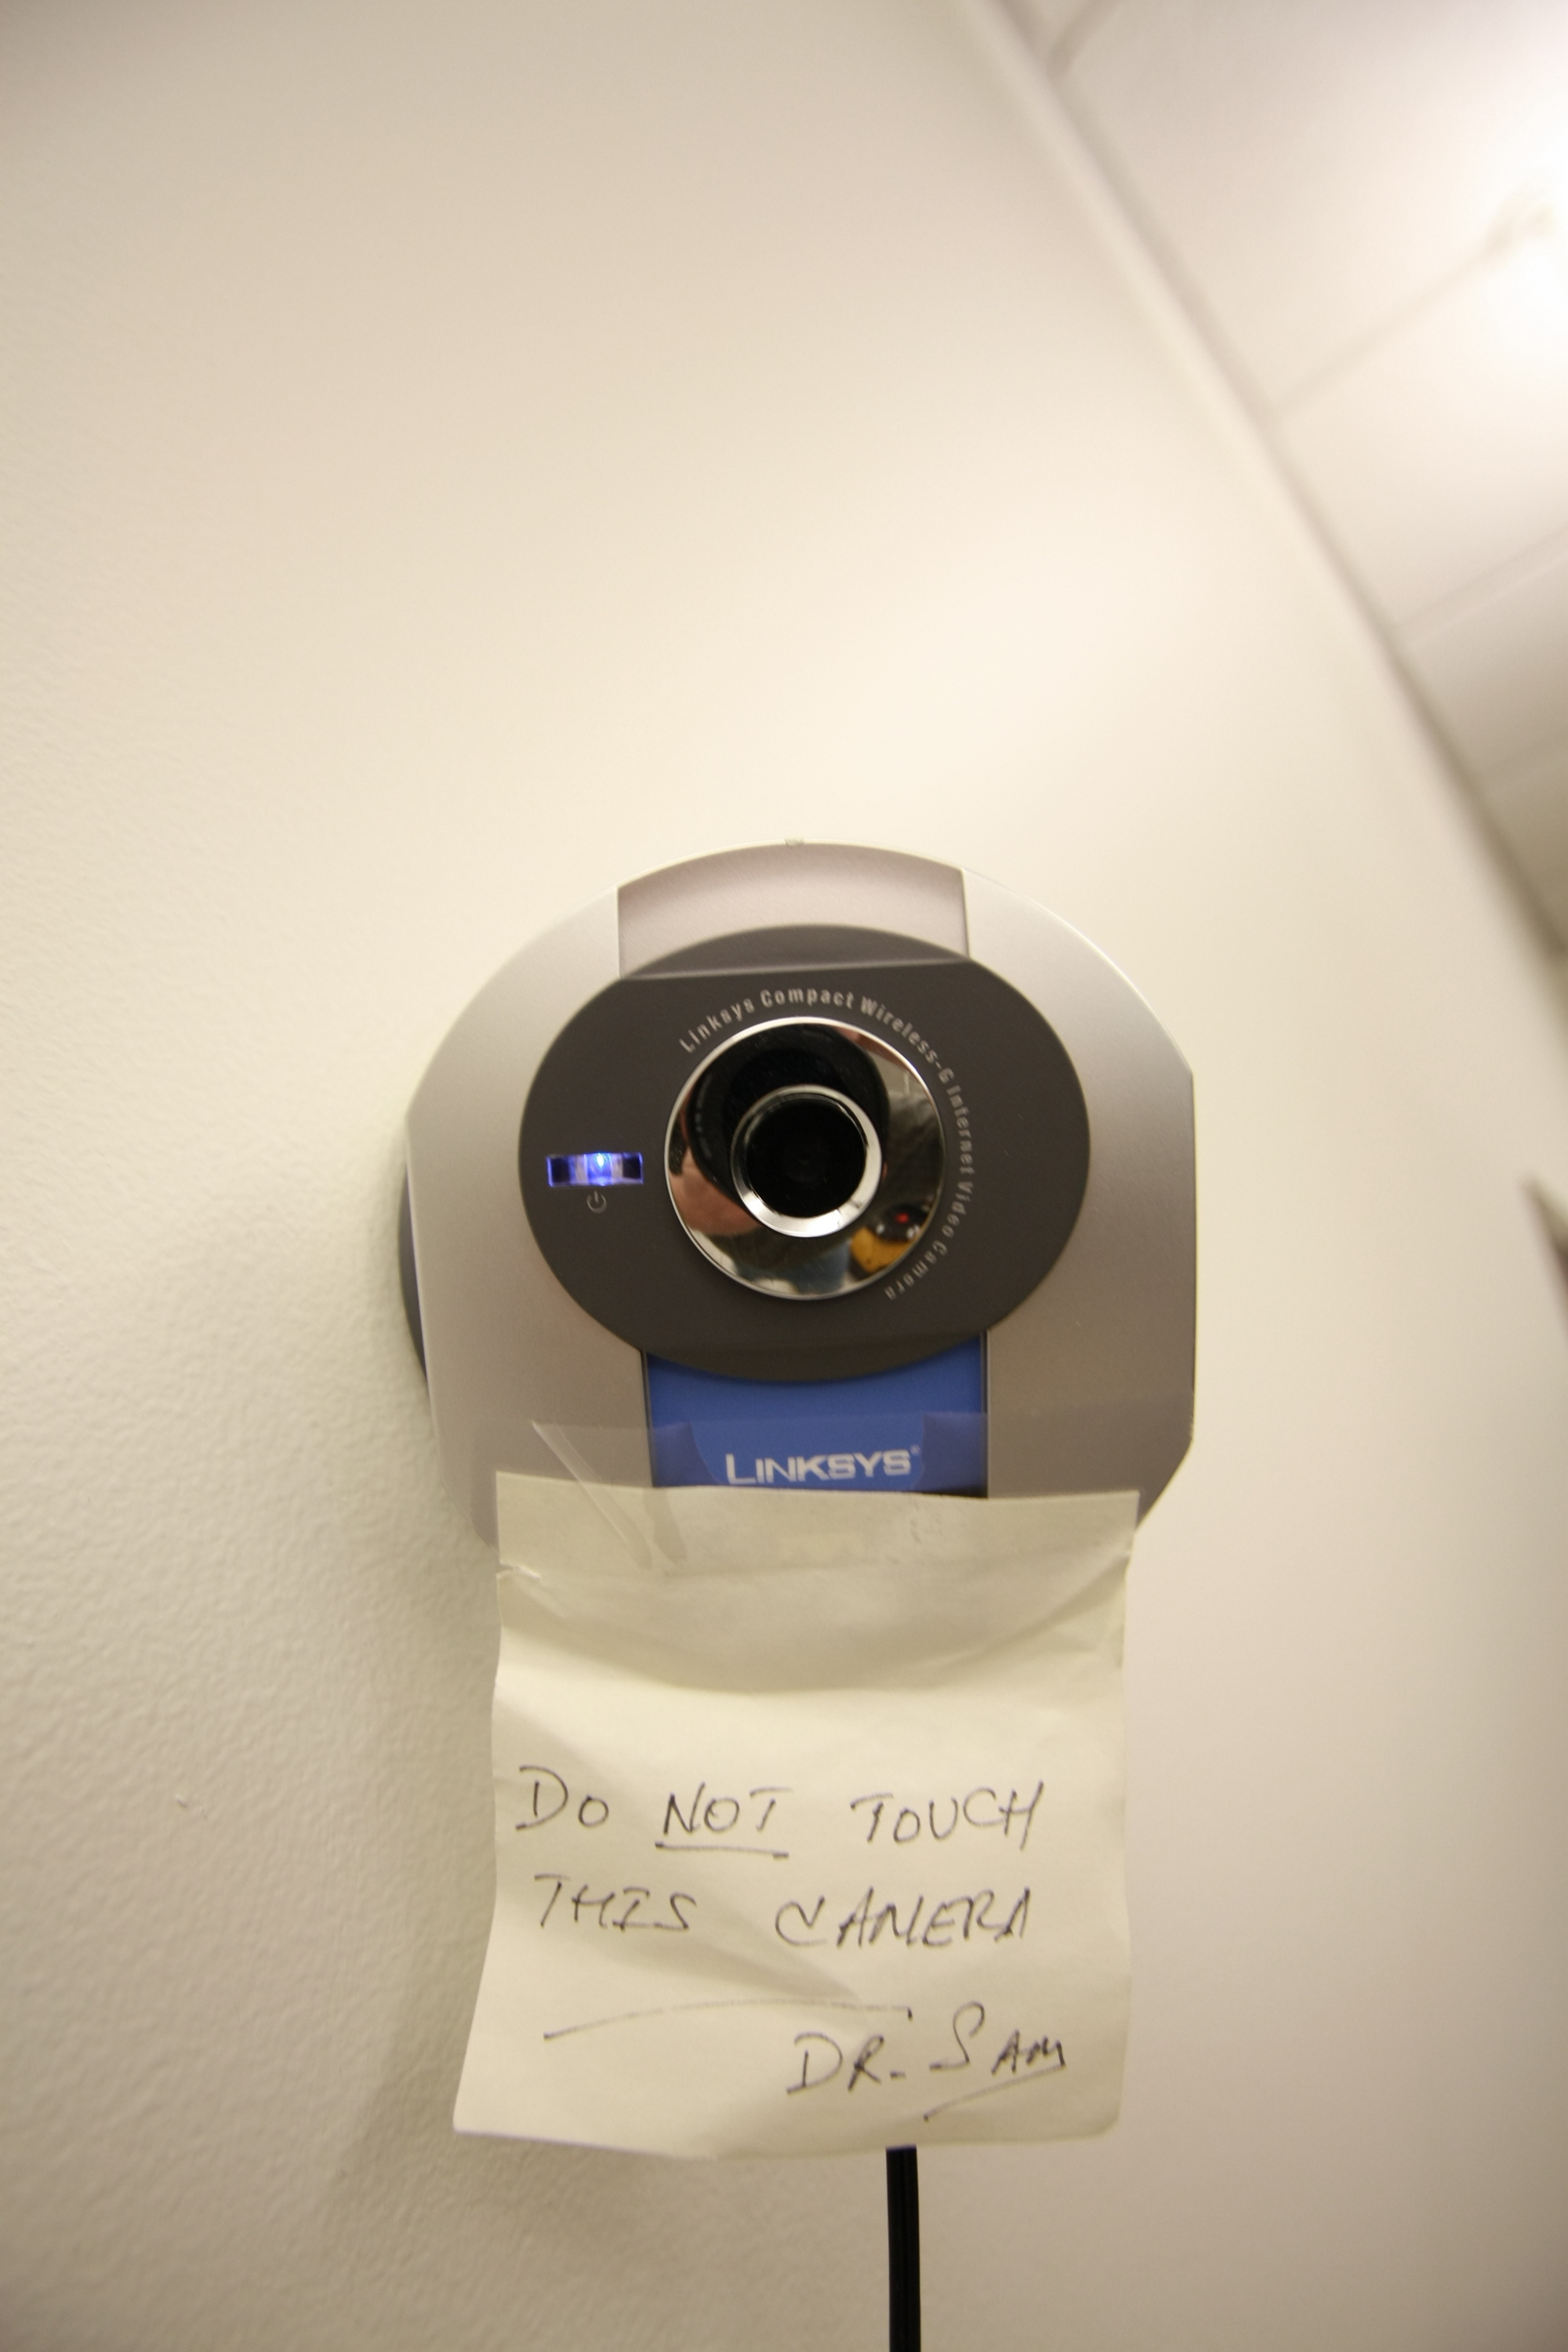 Linksys Compact Wireless-G Internet Video Camera
LINKSYS®
DO NOT TOUCH
THIS CAMERA
DR. SAM